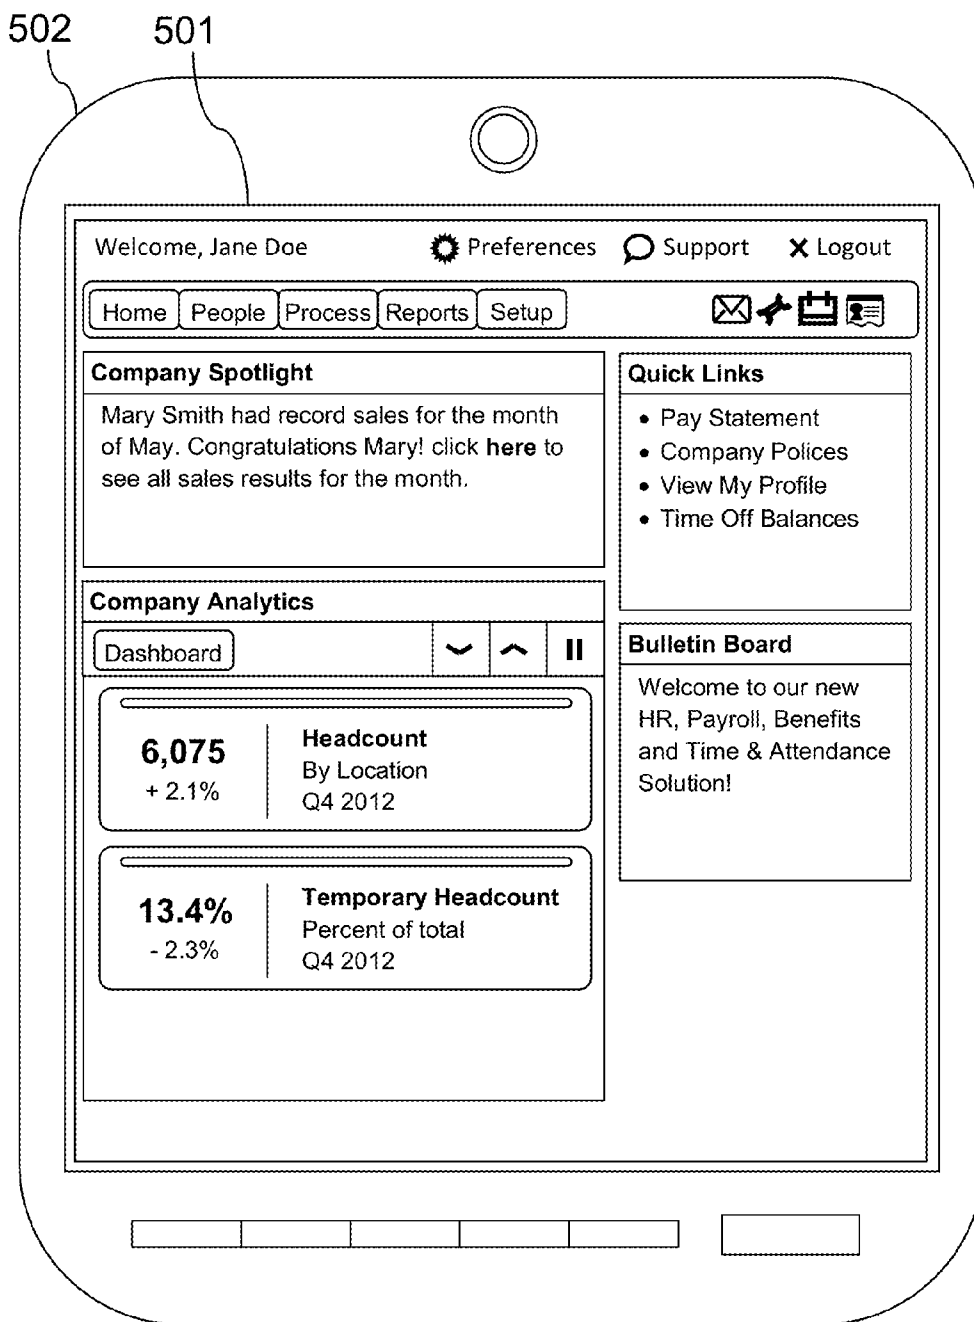 502 501
Welcome, Jane Doe Preferences Support Logout
Home People Process Reports Setup
Company Spotlight
Mary Smith had record sales for the month
of May. Congratulations Mary! click here to
see all sales results for the month.
Quick Links
• Pay Statement
• Company Polices
• View My Profile
• Time Off Balances
Company Analytics
Dashboard
6,075
+ 2.1%
Headcount
By Location
Q4 2012
13.4%
- 2.3%
Temporary Headcount
Percent of total
Q4 2012
Bulletin Board
Welcome to our new
HR, Payroll, Benefits
and Time & Attendance
Solution!